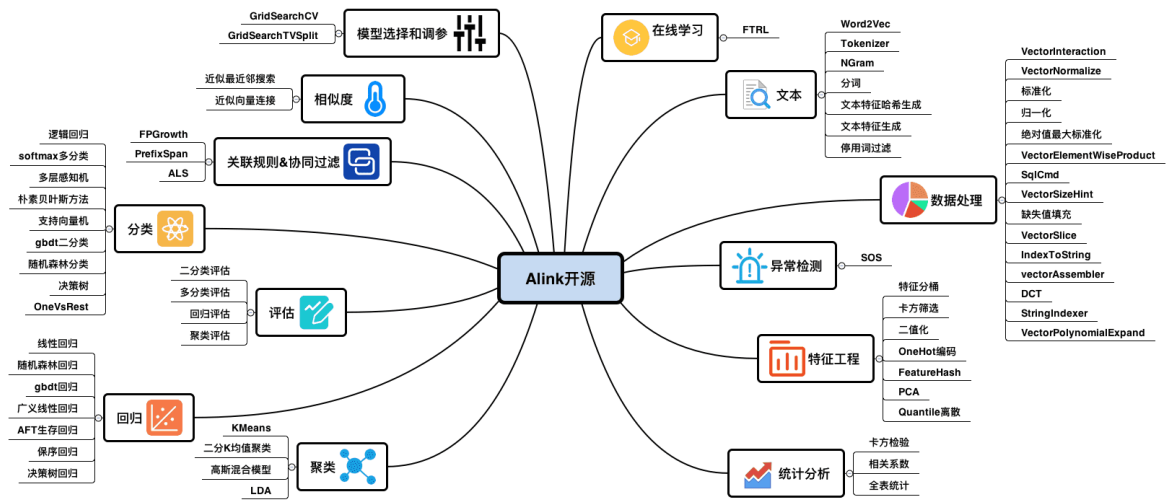 Alink开源
模型选择和调参
GridSearchCV
GridSearchTVSplit
相似度
近似最近邻搜索
近似向量连接
关联规则&协同过滤
FPGrowth
PrefixSpan
ALS
分类
逻辑回归
softmax多分类
多层感知机
朴素贝叶斯方法
支持向量机
gbdt二分类
随机森林分类
决策树
OneVsRest
评估
二分类评估
多分类评估
回归评估
聚类评估
回归
线性回归
随机森林回归
gbdt回归
广义线性回归
AFT生存回归
保序回归
决策树回归
聚类
KMeans
二分K均值聚类
高斯混合模型
LDA
在线学习
FTRL
文本
Word2Vec
Tokenizer
NGram
分词
文本特征哈希生成
文本特征生成
停用词过滤
数据处理
VectorInteraction
VectorNormalize
标准化
归一化
绝对值最大标准化
VectorElementWiseProduct
SqlCmd
VectorSizeHint
缺失值填充
VectorSlice
IndexToString
vectorAssembler
DCT
StringIndexer
VectorPolynomialExpand
异常检测
SOS
特征工程
特征分桶
卡方筛选
二值化
OneHot编码
FeatureHash
PCA
Quantile离散
统计分析
卡方检验
相关系数
全表统计